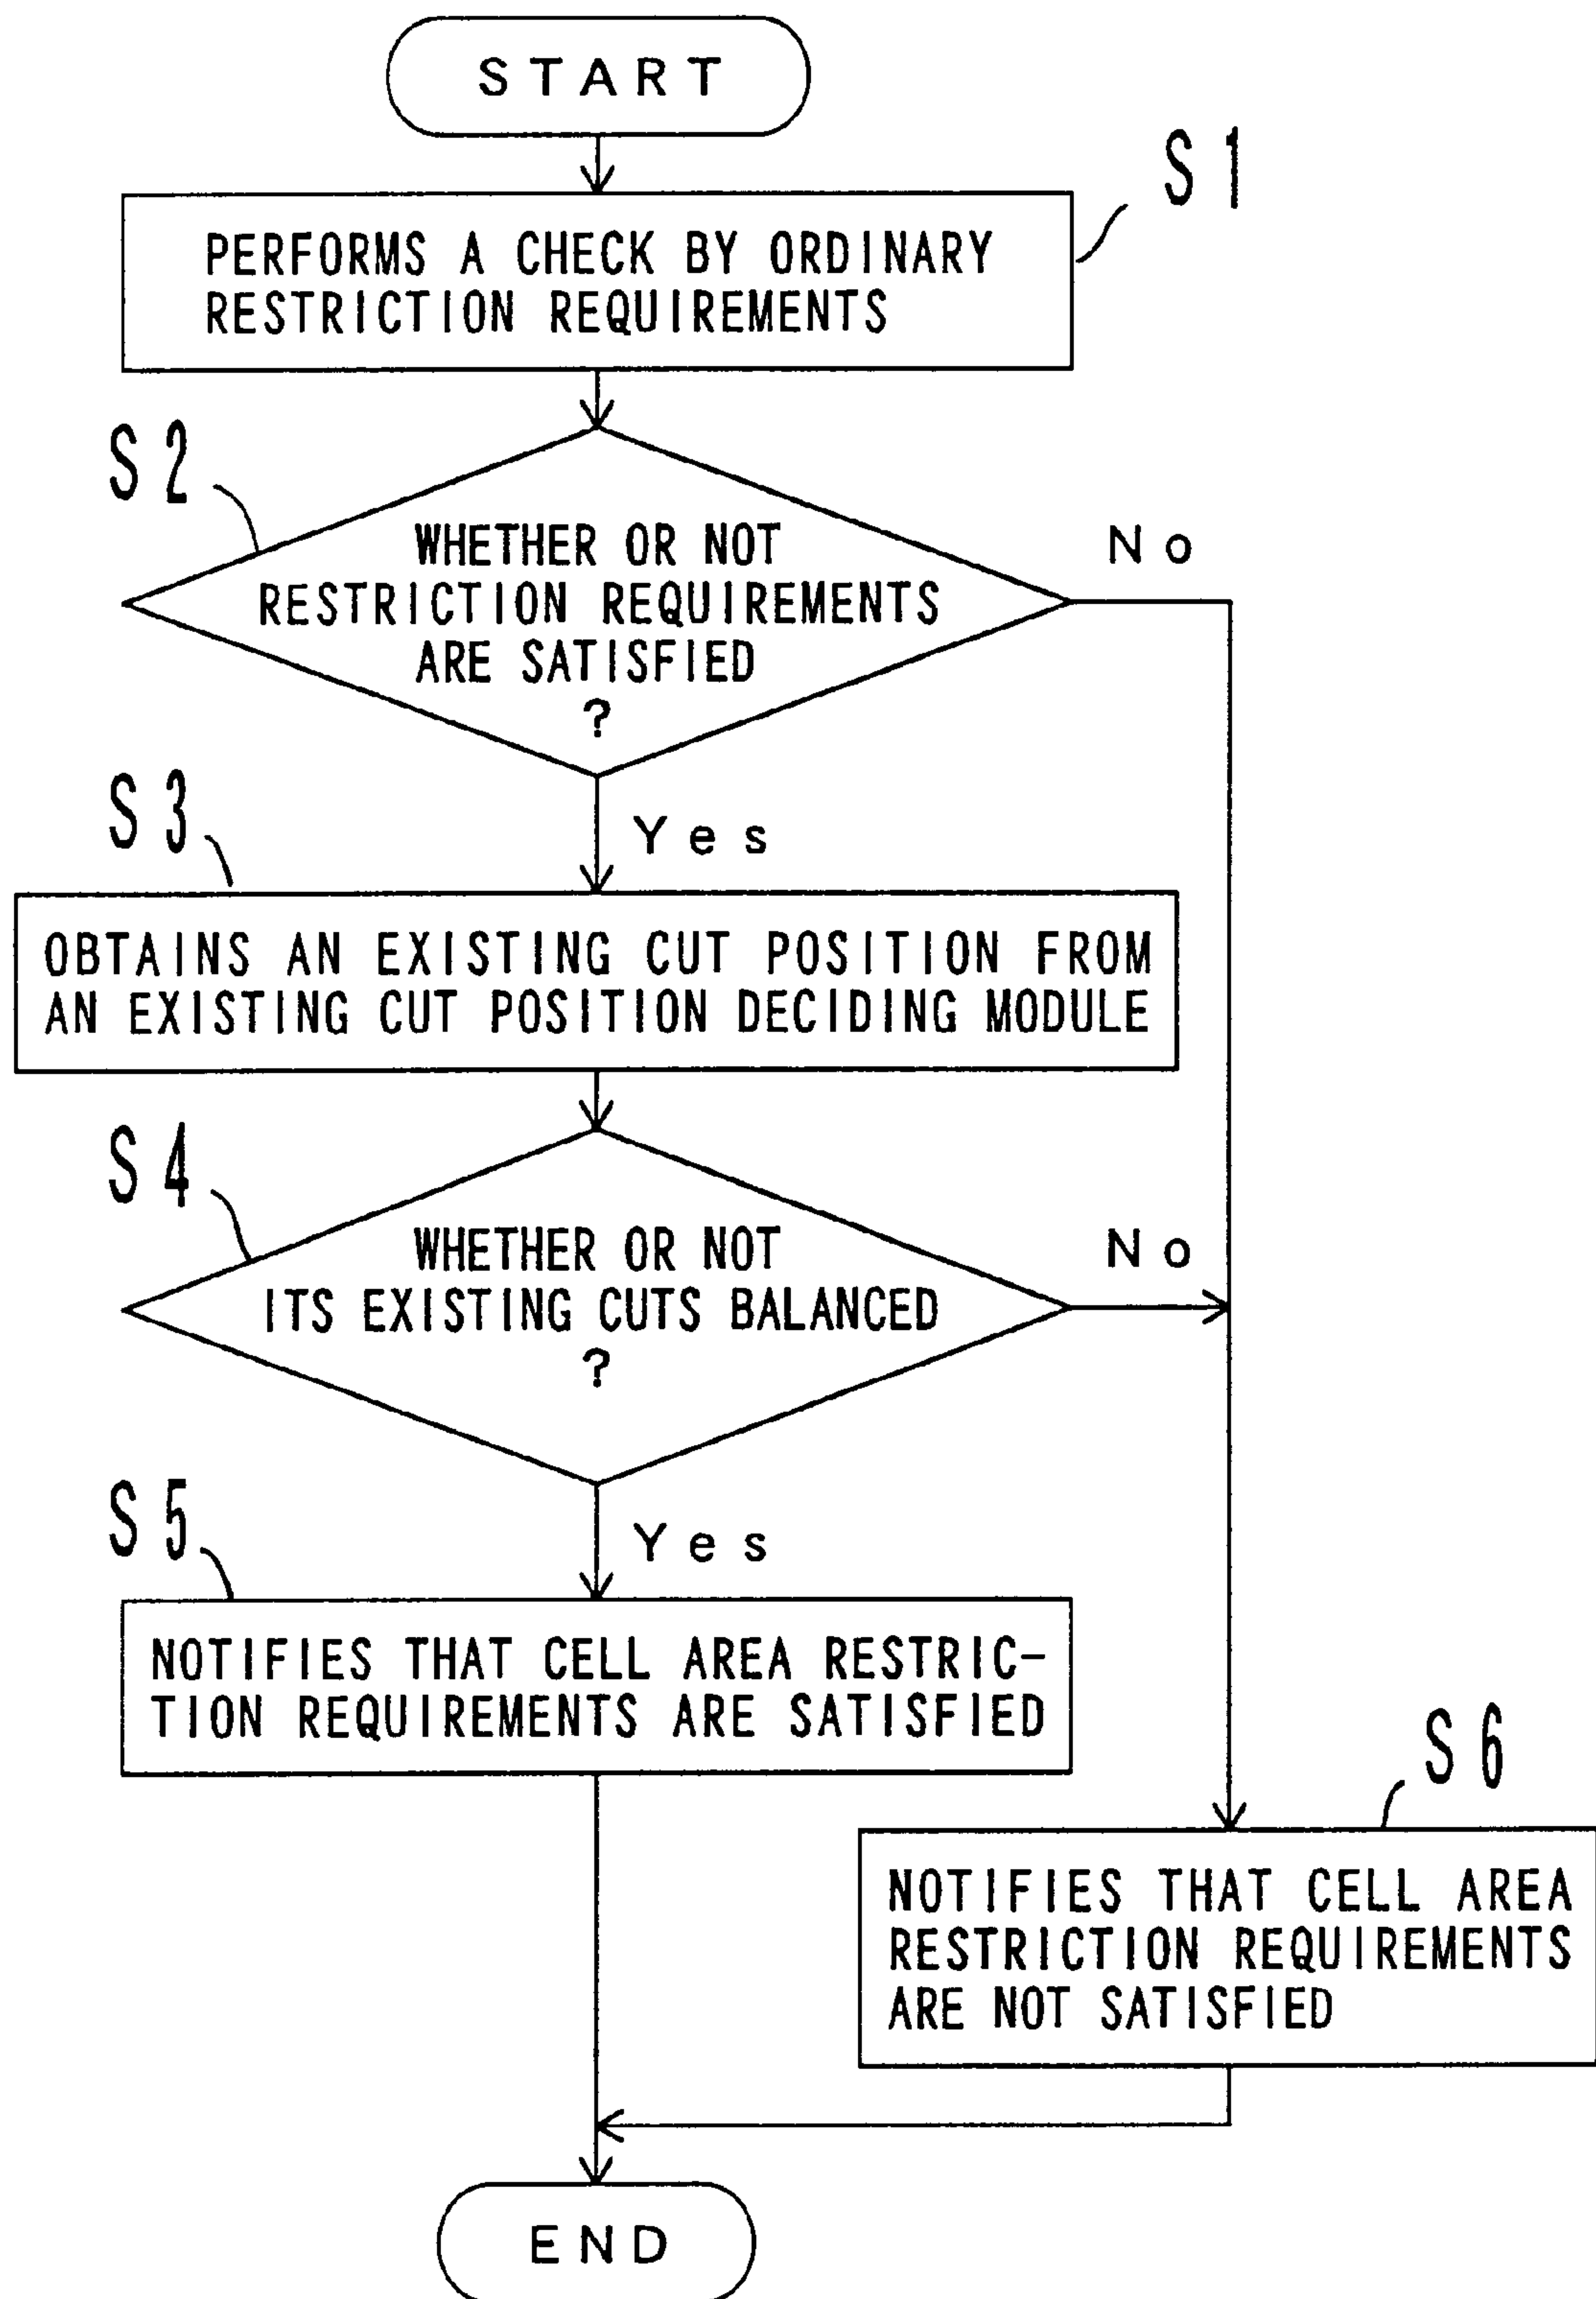 START
S1
PERFORMS A CHECK BY ORDINARY
RESTRICTION REQUIREMENTS
S2
WHETHER OR NOT
RESTRICTION REQUIREMENTS
ARE SATISFIED
?
No
Yes
S3
OBTAINS AN EXISTING CUT POSITION FROM
AN EXISTING CUT POSITION DECIDING MODULE
S4
WHETHER OR NOT
ITS EXISTING CUTS BALANCED
?
No
Yes
S5
NOTIFIES THAT CELL AREA RESTRIC-
TION REQUIREMENTS ARE SATISFIED
S6
NOTIFIES THAT CELL AREA
RESTRICTION REQUIREMENTS
ARE NOT SATISFIED
END